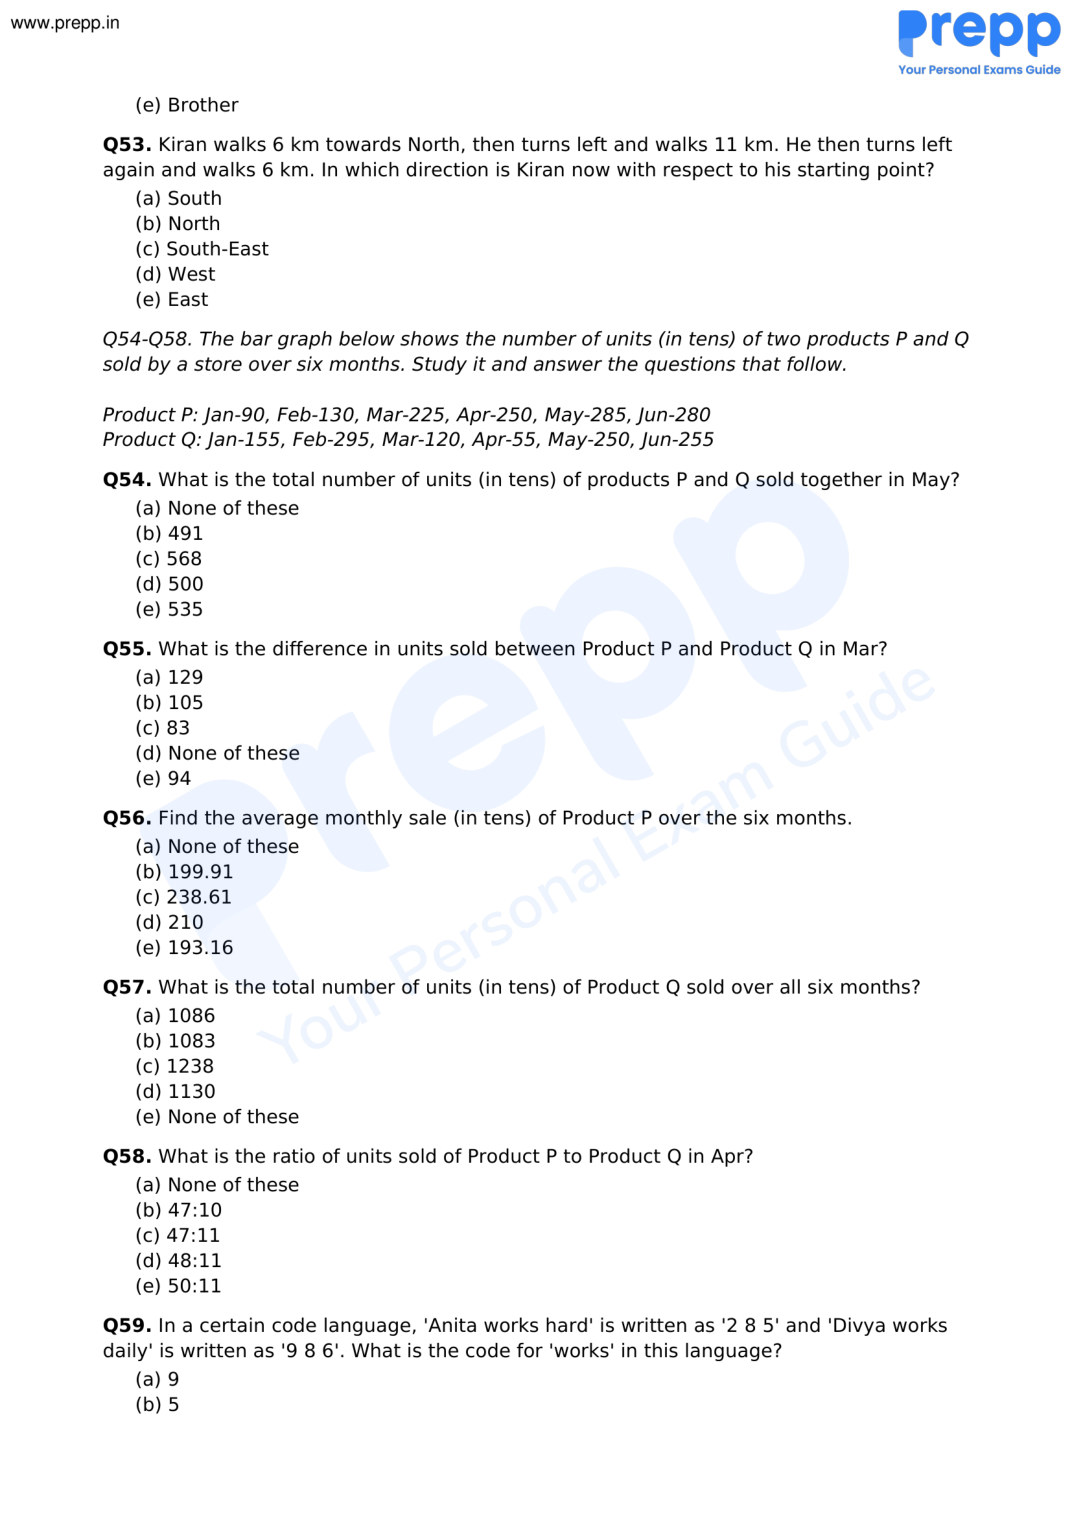 www.prepp.in
Prepp
Your Personal Exams Guide
(e) Brother
Q53. Kiran walks 6 km towards North, then turns left and walks 11 km. He then turns left
again and walks 6 km. In which direction is Kiran now with respect to his starting point?
(a) South
(b) North
(c) South-East
(d) West
(e) East
Q54-Q58. The bar graph below shows the number of units (in tens) of two products P and Q
sold by a store over six months. Study it and answer the questions that follow.
Product P: Jan-90, Feb-130, Mar-225, Apr-250, May-285, Jun-280
Product Q: Jan-155, Feb-295, Mar-120, Apr-55, May-250, Jun-255
Q54. What is the total number of units (in tens) of products P and Q sold together in May?
(a) None of these
(b) 491
(c) 568
(d) 500
(e) 535
Q55. What is the difference in units sold between Product P and Product Q in Mar?
(a) 129
(b) 105
(c) 83
(d) None of these
(e) 94
Q56. Find the average monthly sale (in tens) of Product P over the six months.
(a) None of these
(b) 199.91
(c) 238.61
(d) 210
(e) 193.16
Q57. What is the total number of units (in tens) of Product Q sold over all six months?
(a) 1086
(b) 1083
(c) 1238
(d) 1130
(e) None of these
Q58. What is the ratio of units sold of Product P to Product Q in Apr?
(a) None of these
(b) 47:10
(c) 47:11
(d) 48:11
(e) 50:11
Q59. In a certain code language, 'Anita works hard' is written as '2 8 5' and 'Divya works
daily' is written as '9 8 6'. What is the code for 'works' in this language?
(a) 9
(b) 5
Prepp
Your Personal Exam Guide